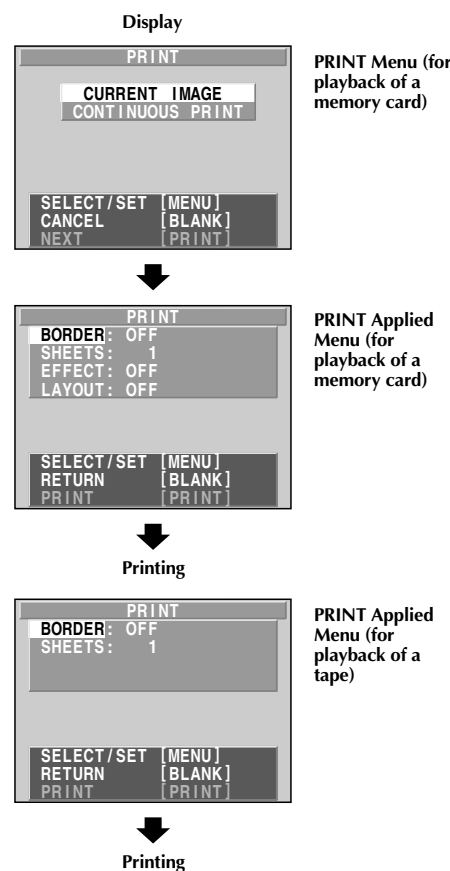 Display
PRINT
CURRENT IMAGE
CONTINUOUS PRINT
SELECT/SET [MENU]
CANCEL [BLANK]
NEXT [PRINT]
PRINT Menu (for
playback of a
memory card)
PRINT
BORDER: OFF
SHEETS: 1
EFFECT: OFF
LAYOUT: OFF
SELECT/SET [MENU]
RETURN [BLANK]
PRINT [PRINT]
PRINT Applied
Menu (for
playback of a
memory card)
Printing
PRINT
BORDER: OFF
SHEETS: 1
SELECT/SET [MENU]
RETURN [BLANK]
PRINT [PRINT]
PRINT Applied
Menu (for
playback of a
tape)
Printing